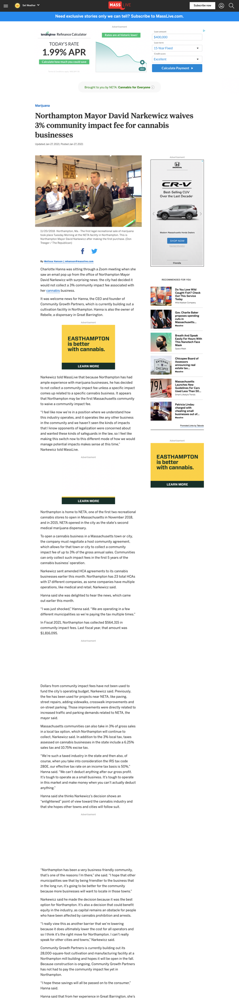 Set Weather
MASS LIVE
Subscribe now
Need exclusive stories only we can tell? Subscribe to MassLive.com.
Advertisement
lendingtree Refinance Calculator
TODAY'S RATE
1.99% APR
Calculate how much you could save
Rates are at historic lows!
2021
Loan amount
$400,000
Loan term
15-Year Fixed
Credit score
Excellent
Calculate Payment
Brought to you by NETA: Cannabis for Everyone
Marijuana
Northampton Mayor David Narkewicz waives
3% community impact fee for cannabis
businesses
Updated Jan 27, 2021; Posted Jan 27, 2021
NETA
11/20/2018 -Northampton, Ma.- The first legal recreational sale of marijuana
took place Tuesday Morning at the NETA facility in Northampton. This is
Northampton Mayor David Narkewicz after making the first purchase. (Don
Treeger / The Republican)
By Melissa Hanson | mhanson@masslive.com
Charlotte Hanna was sitting through a Zoom meeting when she
saw an email pop up from the office of Northampton Mayor
David Narkewicz with surprising news: the city had decided it
would not collect a 3% community impact fee associated with
her cannabis business.
It was welcome news for Hanna, the CEO and founder of
Community Growth Partners, which is currently building out a
cultivation facility in Northampton. Hanna is also the owner of
Rebelle, a dispensary in Great Barrington.
Advertisement
EASTHAMPTON
is better
with cannabis.
LEARN MORE
Narkewicz told MassLive that because Northampton has had
ample experience with marijuana businesses, he has decided
to not collect a community impact fee unless a specific impact
comes up related to a specific cannabis business. It appears
that Northampton may be the first Massachusetts community
to waive a community impact fee.
“I feel like now we're in a position where we understand how
this industry operates, and it operates like any other business
in the community and we haven't seen the kinds of impacts
that I know opponents of legalization were concerned about
and wanted these kinds of safeguards in the law, so I feel like
making this switch now to this different mode of how we would
manage potential impacts makes sense at this time,”
Narkewicz told MassLive.
Advertisement
LEARN MORE
Northampton is home to NETA, one of the first two recreational
cannabis stores to open in Massachusetts in November 2018,
and in 2015, NETA opened in the city as the state's second
medical marijuana dispensary.
To open a cannabis business in a Massachusetts town or city,
the company must negotiate a host community agreement,
which allows for that town or city to collect a community
impact fee of up to 3% of the gross annual sales. Communities
can only collect such impact fees in the first 5 years of the
cannabis business' operation.
Narkewicz sent amended HCA agreements to its cannabis
businesses earlier this month. Northampton has 23 total HCAs
with 17 different companies, as some companies have multiple
operations, like medical and retail, Narkewicz said.
Hanna said she was delighted to hear the news, which came
out earlier this month.
“I was just shocked,” Hanna said. “We are operating in a few
different municipalities so we're paying the tax multiple times.”
In Fiscal 2021, Northampton has collected $564,315 in
community impact fees. Last fiscal year, that amount was
$1,816,095.
Advertisement
Dollars from community impact fees have not been used to
fund the city's operating budget, Narkewicz said. Previously,
the fee has been used for projects near NETA, like paving,
street repairs, adding sidewalks, crosswalk improvements and
on-street parking. Those improvements were directly related to
increased traffic and parking demands related to NETA, the
mayor said.
Massachusetts communities can also take in 3% of gross sales
in a local tax option, which Northampton will continue to
collect, Narkewicz said. In addition to the 3% local tax, taxes
assessed on cannabis businesses in the state include a 6.25%
sales tax and 10.75% excise tax.
“We're such a taxed industry in the state and then also, of
course, when you take into consideration the IRS tax code
280E, our effective tax rate on an income tax basis is 50%,”
Hanna said. “We can't deduct anything after our gross profit.
It's tough to operate as a small business. It's tough to operate
in this market and make money when you can't actually deduct
anything.”
Hanna said she thinks Narkewicz's decision shows an
“enlightened” point of view toward the cannabis industry and
that she hopes other towns and cities will follow suit.
Advertisement
“Northampton has been a very business-friendly community,
that's one of the reasons I'm there,” she said. “I hope that other
municipalities see that by being friendlier to the business that
in the long run, it's going to be better for the community
because more businesses will want to locate in those towns.”
Narkewicz said he made the decision because it was the best
option for Northampton. It's also a decision that could benefit
equity in the industry, as capital remains an obstacle for people
who have been affected by cannabis prohibition and arrests.
“I really view this as another barrier that we're lowering
because it does ultimately lower the cost for all operators and
so I think it's the right move for Northampton. I can't really
speak for other cities and towns,” Narkewicz said.
Community Growth Partners is currently building out its
28,000-square-foot cultivation and manufacturing facility at a
Northampton mill building and hopes it will be open in the fall.
Because construction is ongoing, Community Growth Partners
has not had to pay the community impact fee yet in
Northampton.
“I hope these savings will all be passed on to the consumer,”
Hanna said.
Hanna said that from her experience in Great Barrington, she's
Advertisement
HONDA
CR-V
Best-Selling CUV
Over the Last Decade¹
Western Massachusetts Honda Dealers
SHOP NOW
Important Information
Honda
RECOMMENDED FOR YOU
Do You Love Wild
Caught Fish? Check
Out This Service
Today
Wild Alaskan Company
Gov. Charlie Baker
proposes spending
cuts in
Massachusetts...
Masslive
Breath And Speak
Easily For Hours With
This Nanotech Face
Mask
Space Mask
ENTERING
CHICOPEE
Chicopee Board of
Assessors
announcing real
estate tax...
Masslive
79A
Massachusetts
Launches New
Guidelines For Cars
Used Less Than 50...
Smart Lifestyle Trends
Patricia Lindau
charged with
cheating small
businesses out of...
Masslive
Promoted Links by Taboola
Advertisement
EASTHAMPTON
is better
with cannabis.
LEARN MORE